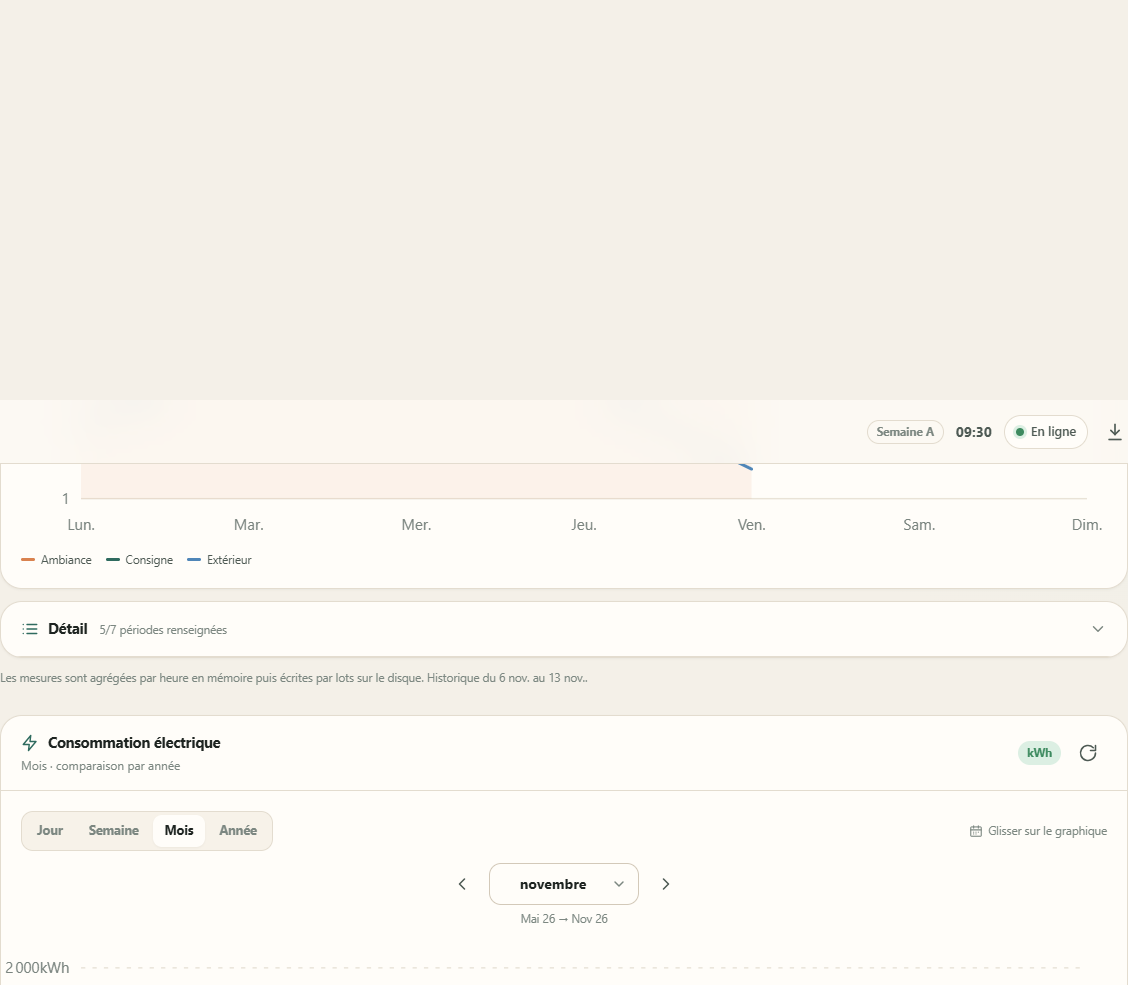 Semaine A 09:30 En ligne
1
Lun. Mar. Mer. Jeu. Ven. Sam. Dim.
Ambiance Consigne Extérieur
Détail 5/7 périodes renseignées
Les mesures sont agrégées par heure en mémoire puis écrites par lots sur le disque. Historique du 6 nov. au 13 nov..
Consommation électrique
kWh
Mois · comparaison par année
Jour Semaine Mois Année
Glisser sur le graphique
novembre
Mai 26 → Nov 26
2 000kWh